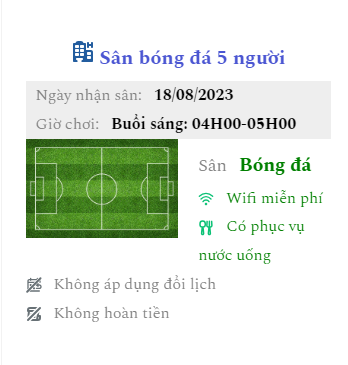 Sân bóng đá 5 người
Ngày nhận sân: 18/08/2023
Giờ chơi: Buổi sáng: 04H00-05H00
Sân Bóng đá
Wifi miễn phí
Có phục vụ
nước uống
Không áp dụng đổi lịch
Không hoàn tiền